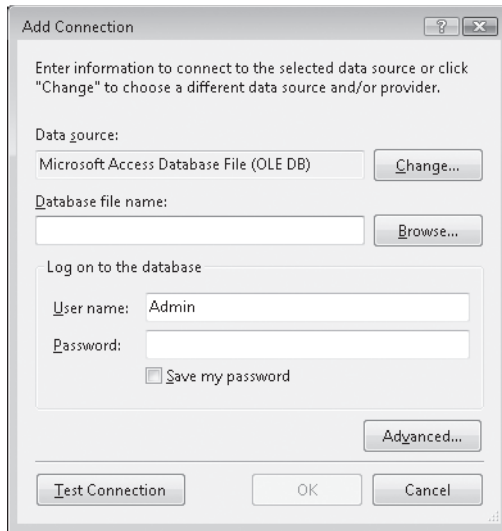 Add Connection
?
Enter information to connect to the selected data source or click
"Change" to choose a different data source and/or provider.
Data source:
Microsoft Access Database File (OLE DB)
Change...
Database file name:
Browse...
Log on to the database
User name:
Admin
Password:
Save my password
Advanced...
Test Connection
OK
Cancel